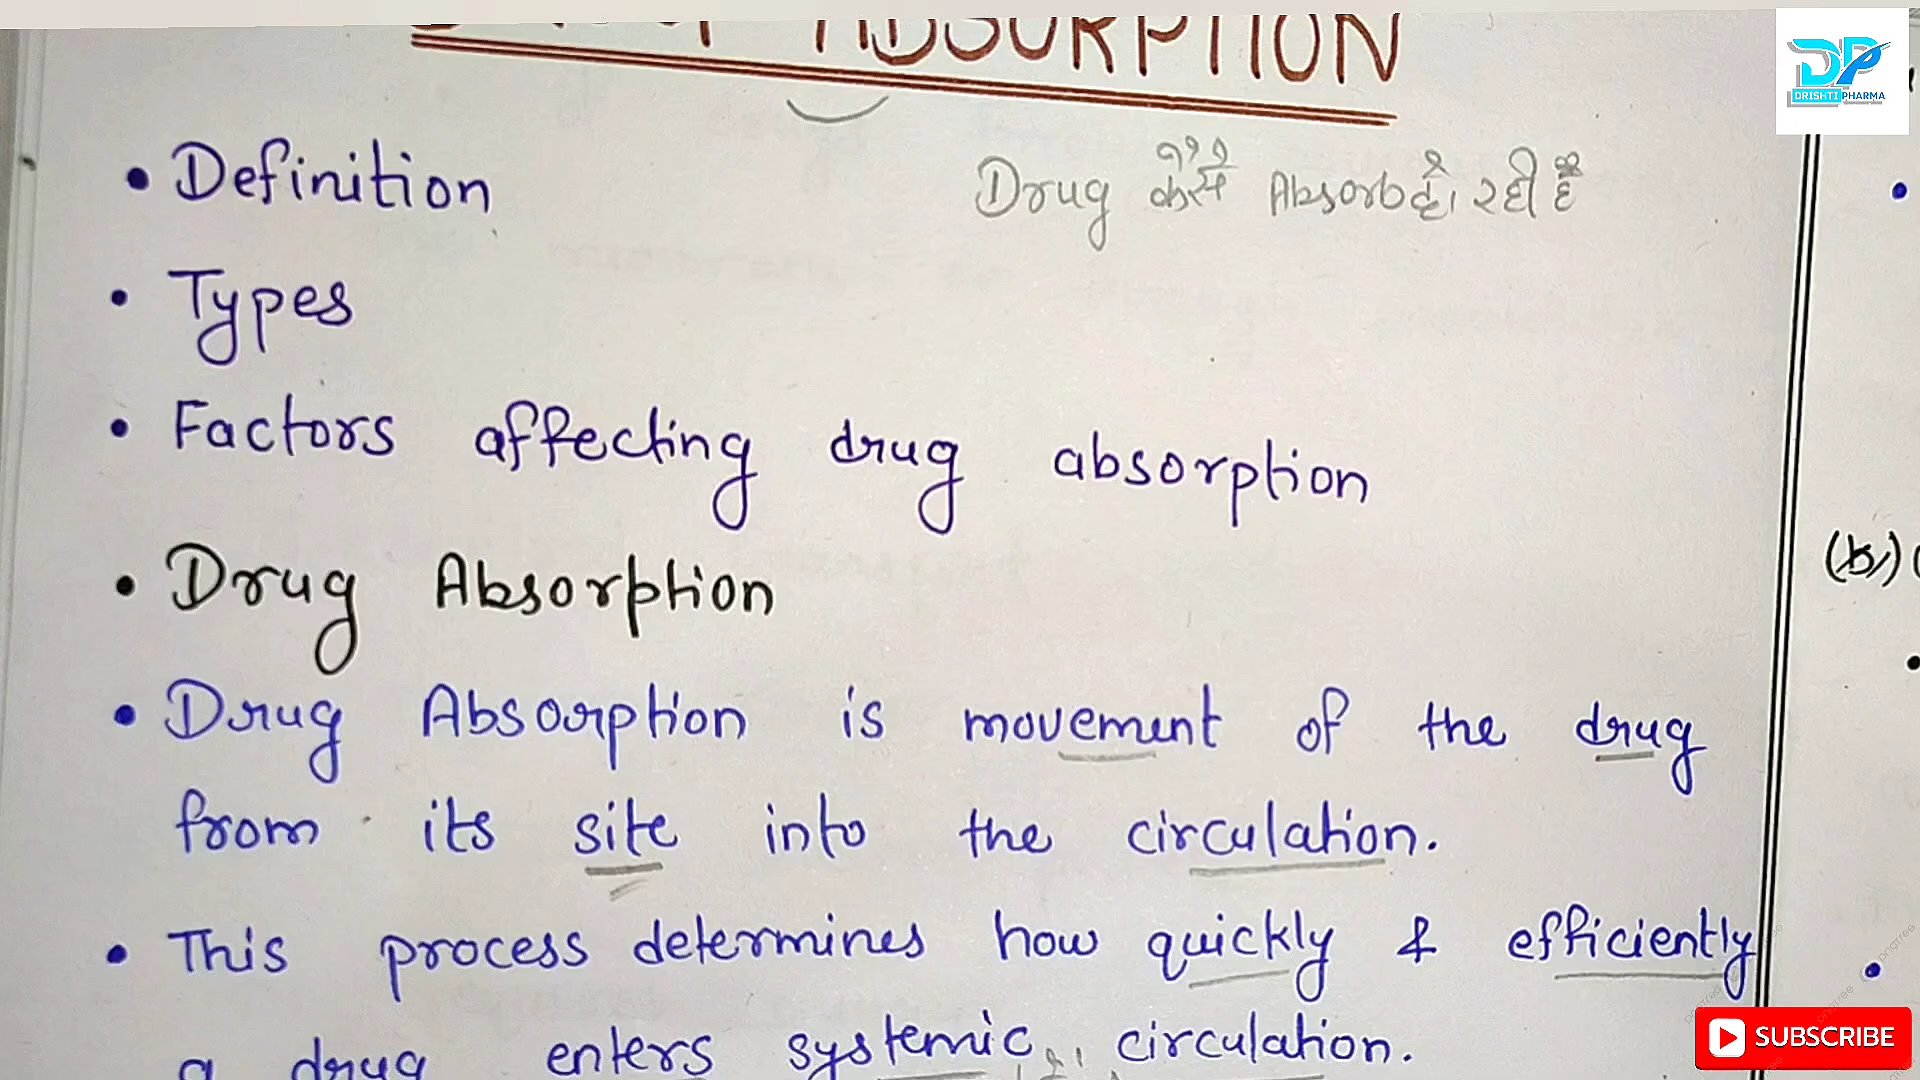 ABSORPTION
DP
DRISHTI PHARMA
• Definition
Drug कैसे Absorb हो रही है
• Types
• Factors affecting drug absorption
• Drug Absorption
(b)
• Drug Absorption is movement of the drug
from its site into the circulation.
• This process determines how quickly & efficiently
a drug enters systemic circulation.
SUBSCRIBE